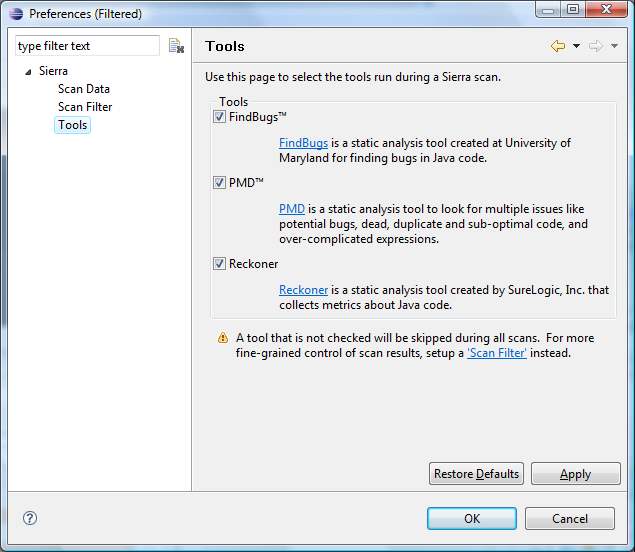 Preferences (Filtered)
type filter text
Sierra
Scan Data
Scan Filter
Tools
Tools
Use this page to select the tools run during a Sierra scan.
Tools
FindBugs™
FindBugs is a static analysis tool created at University of
Maryland for finding bugs in Java code.
PMD™
PMD is a static analysis tool to look for multiple issues like
potential bugs, dead, duplicate and sub-optimal code, and
over-complicated expressions.
Reckoner
Reckoner is a static analysis tool created by SureLogic, Inc. that
collects metrics about Java code.
A tool that is not checked will be skipped during all scans.  For more
fine-grained control of scan results, setup a 'Scan Filter' instead.
Restore Defaults
Apply
OK
Cancel